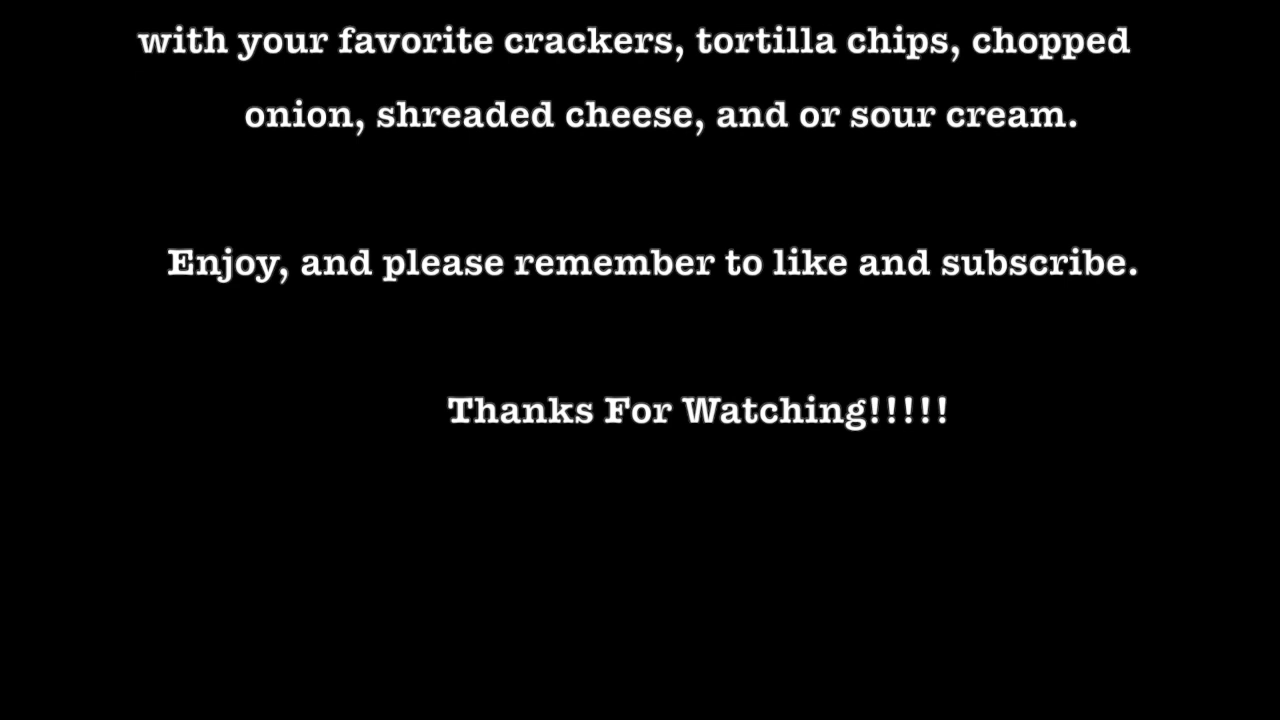 with your favorite crackers, tortilla chips, chopped
onion, shreaded cheese, and or sour cream.
Enjoy, and please remember to like and subscribe.
Thanks For Watching!!!!!